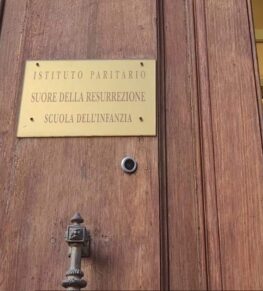 ISTITUTO PARITARIO
SUORE DELLA RESURREZIONE
SCUOLA DELL'INFANZIA